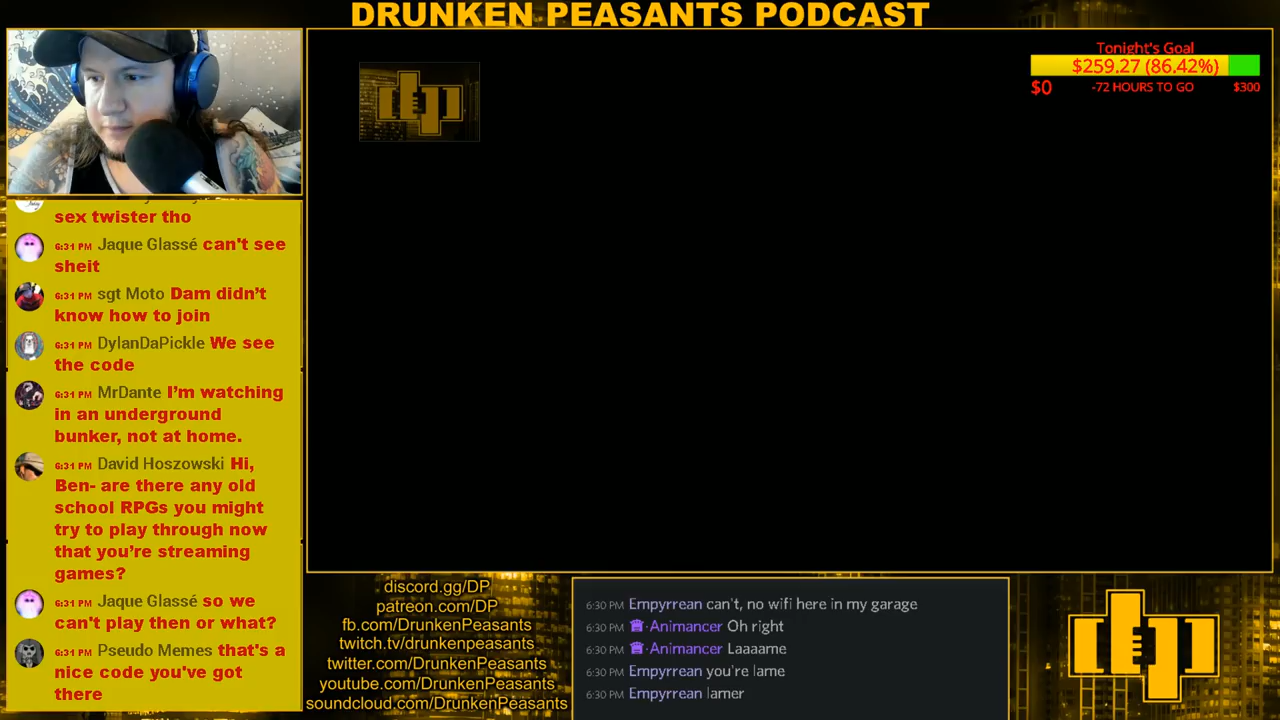 DRUNKEN PEASANTS PODCAST
Tonight's Goal
$259.27 (86.42%)
$0 -72 HOURS TO GO $300
sex twister tho
6:31 PM Jaque Glassé can't see
sheit
6:31 PM sgt Moto Dam didn't
know how to join
6:31 PM DylanDaPickle We see
the code
6:31 PM MrDante I'm watching
in an underground
bunker, not at home.
6:31 PM David Hoszowski Hi,
Ben- are there any old
school RPGs you might
try to play through now
that you're streaming
games?
6:31 PM Jaque Glassé so we
can't play then or what?
6:31 PM Pseudo Memes that's a
nice code you've got
there
discord.gg/DP
patreon.com/DP
fb.com/DrunkenPeasants
twitch.tv/drunkenpeasants
twitter.com/DrunkenPeasants
youtube.com/DrunkenPeasants
soundcloud.com/DrunkenPeasants
6:30 PM Empyrrean can't, no wifi here in my garage
6:30 PM Animancer Oh right
6:30 PM Animancer Laaaame
6:30 PM Empyrrean you're lame
6:30 PM Empyrrean lamer